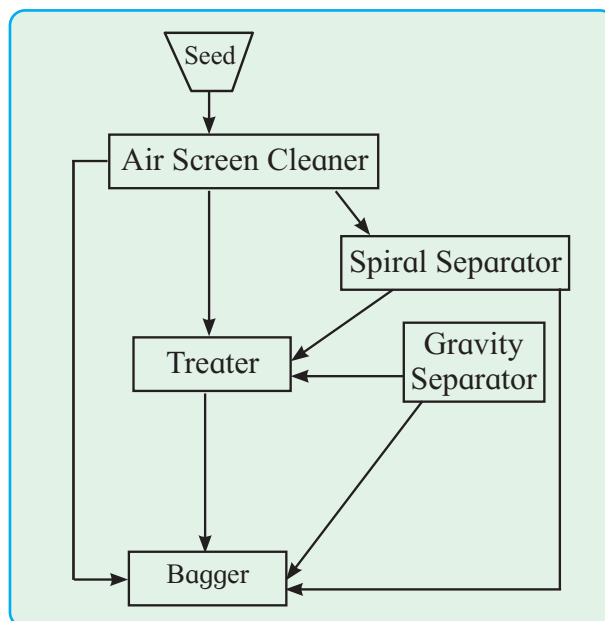 Seed
Air Screen Cleaner
Spiral Separator
Treater
Gravity
Separator
Bagger